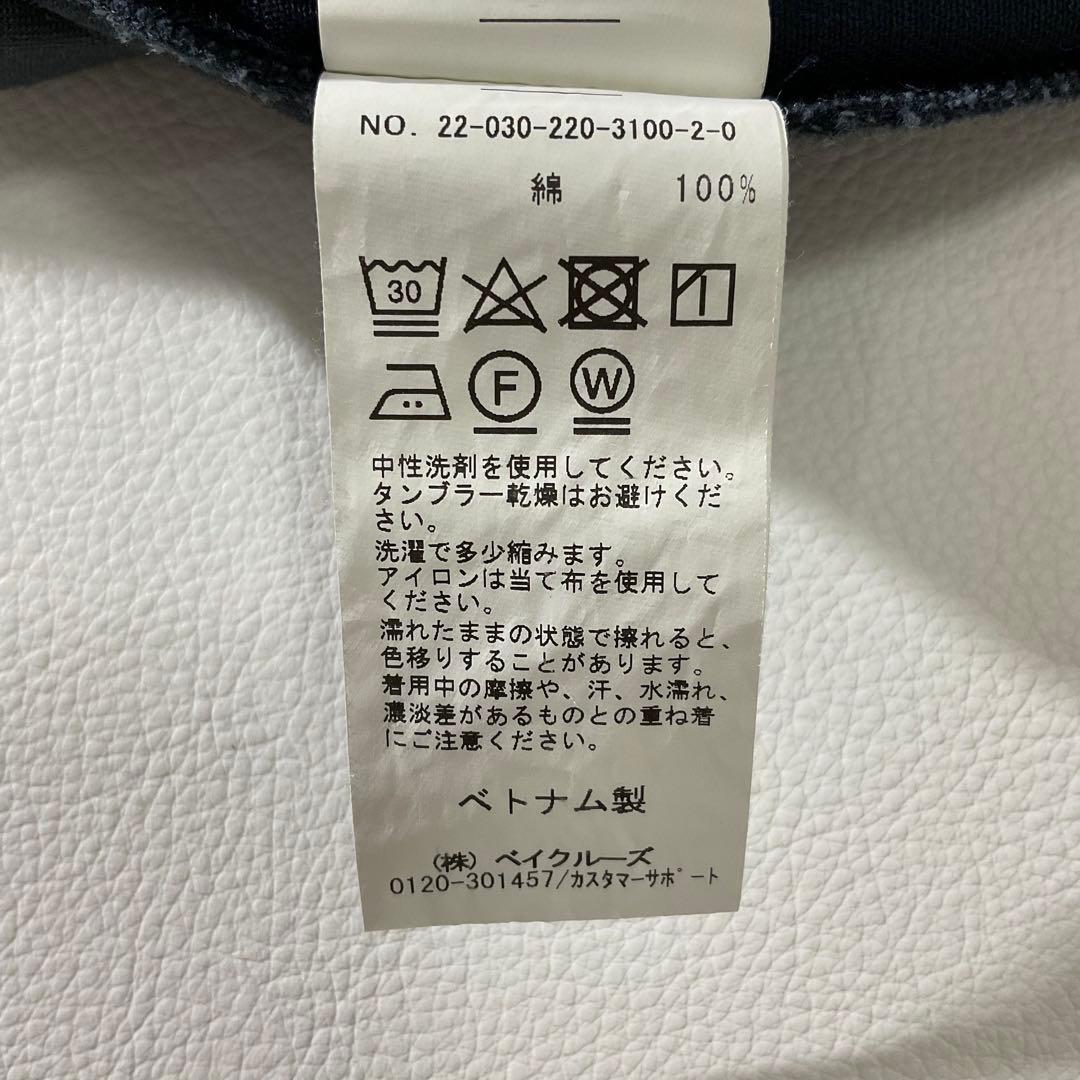 NO. 22-030-220-3100-2-0
綿 100%
30
F W
中性洗剤を使用してください。
タンブラー乾燥はお避けくだ
さい。
洗濯で多少縮みます。
アイロンは当て布を使用して
ください。
濡れたままの状態で擦れると、
色移りすることがあります。
着用中の摩擦や、汗、水濡れ、
濃淡差があるものとの重ね着
にご注意ください。
ベトナム製
(株) ベイクルーズ
0120-301457/カスタマーサポート